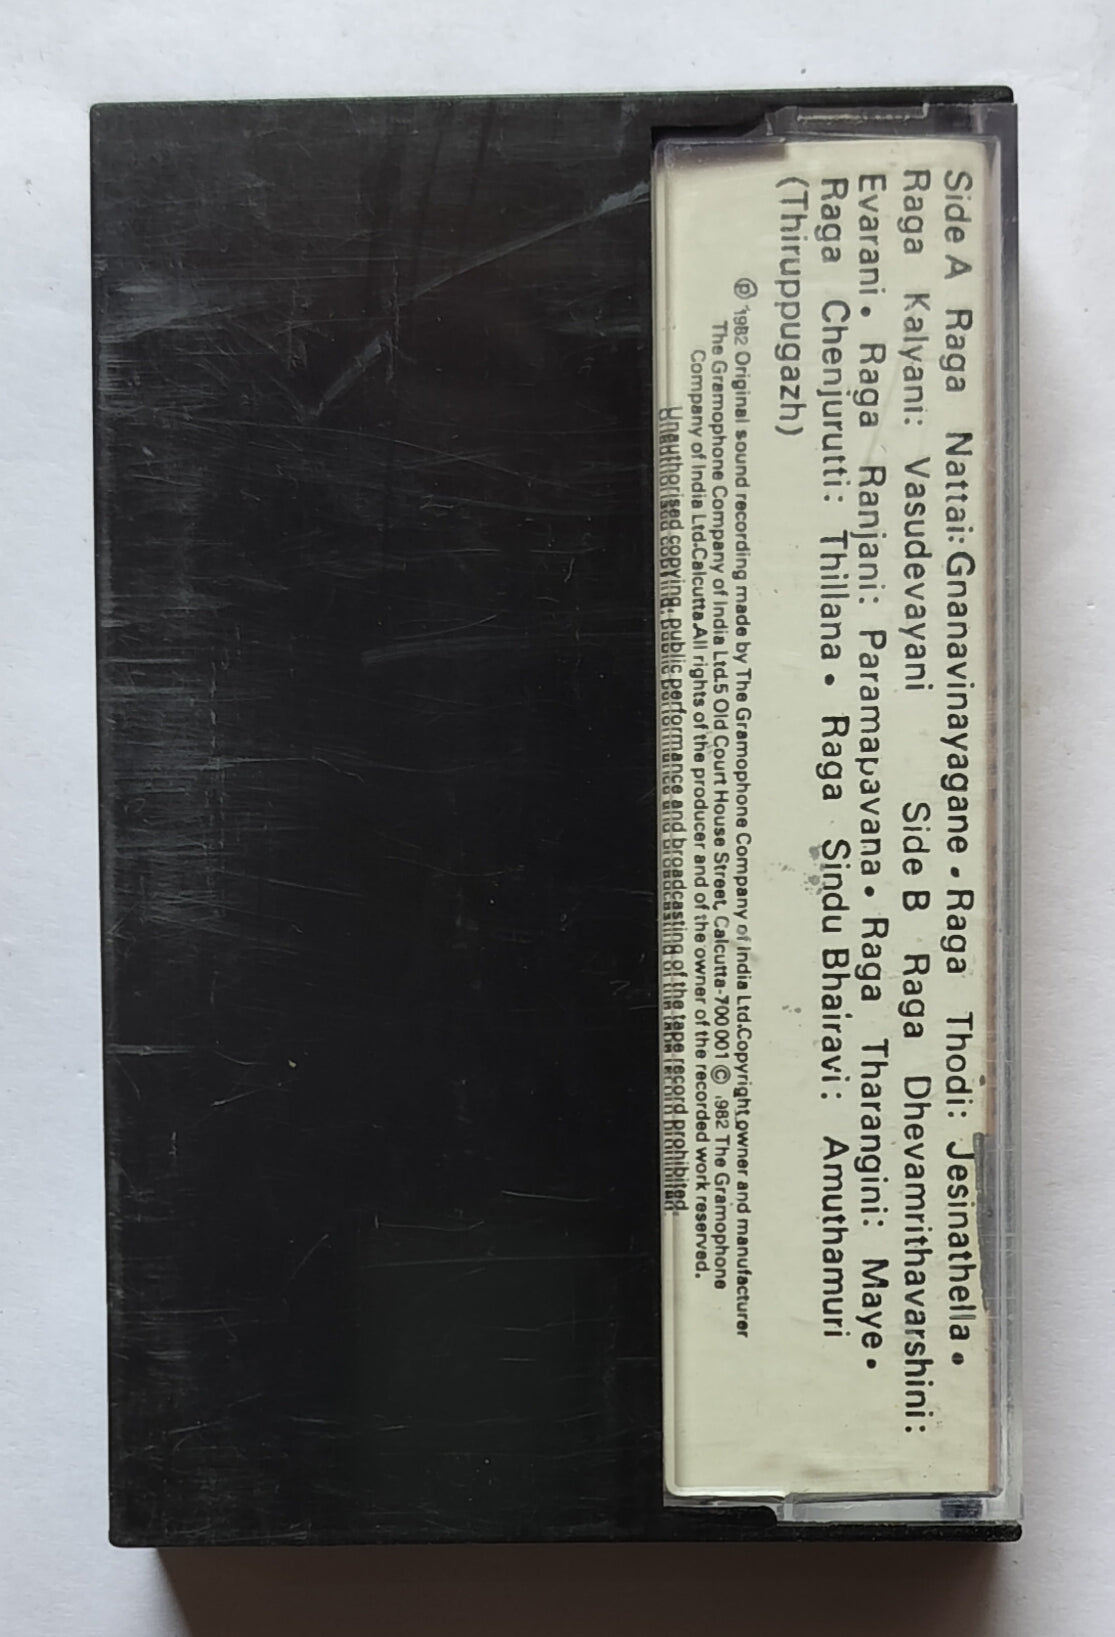 Side A Raga Nattai: Gnanavinayagane • Raga Thodi: Jesinathella •
Raga Kalyani: Vasudevayani Side B Raga Dhevamrithavarshini:
Evarani • Raga Ranjani: Paramapavana • Raga Tharangini: Maye •
Raga Chenjurutti: Thillana • Raga Sindu Bhairavi: Amuthamuri
(Thiruppugazh)
℗ 1982 Original sound recording made by The Gramophone Company of India Ltd.Copyright owner and manufacturer
The Gramophone Company of India Ltd.5 Old Court House Street, Calcutta-700 001 © 1982 The Gramophone
Company of India Ltd.Calcutta.All rights of the producer and of the owner of the recorded work reserved.
Unauthorised copying, public performance and broadcasting of the tape record prohibited.